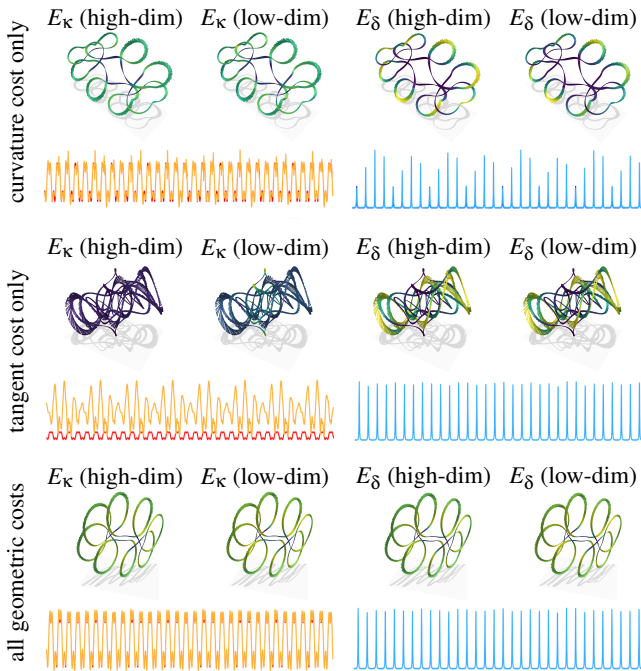 curvature cost only
E_κ (high-dim) E_κ (low-dim) E_δ (high-dim) E_δ (low-dim)
tangent cost only
E_κ (high-dim) E_κ (low-dim) E_δ (high-dim) E_δ (low-dim)
all geometric costs
E_κ (high-dim) E_κ (low-dim) E_δ (high-dim) E_δ (low-dim)